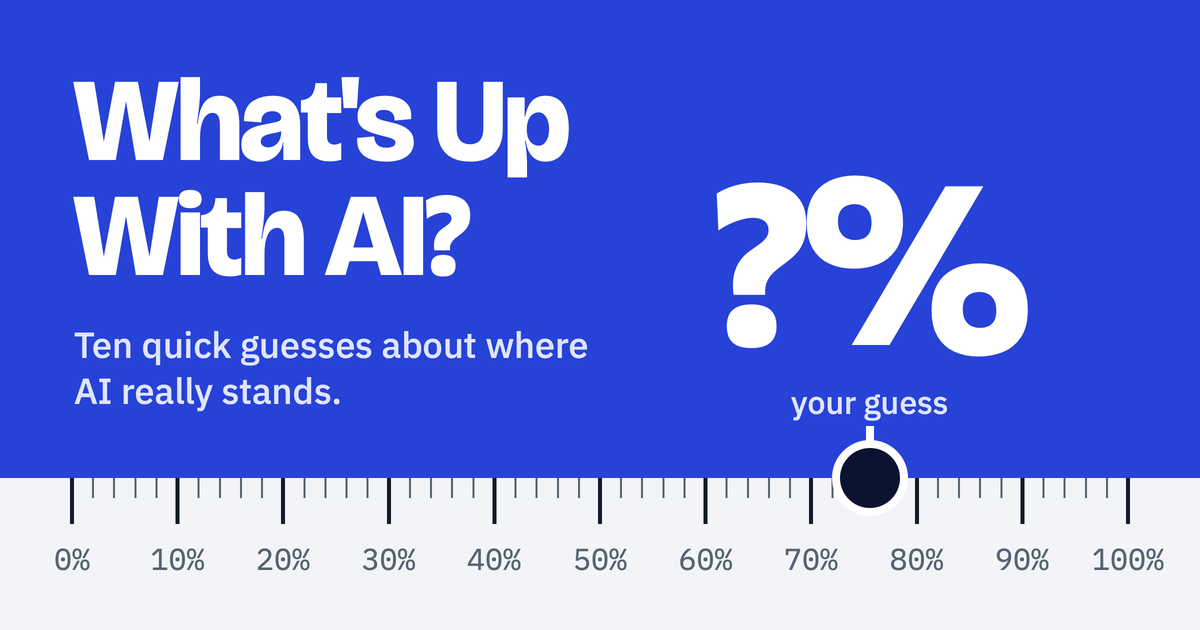 What's Up
With AI?
Ten quick guesses about where
AI really stands.
?%
your guess
0% 10% 20% 30% 40% 50% 60% 70% 80% 90% 100%